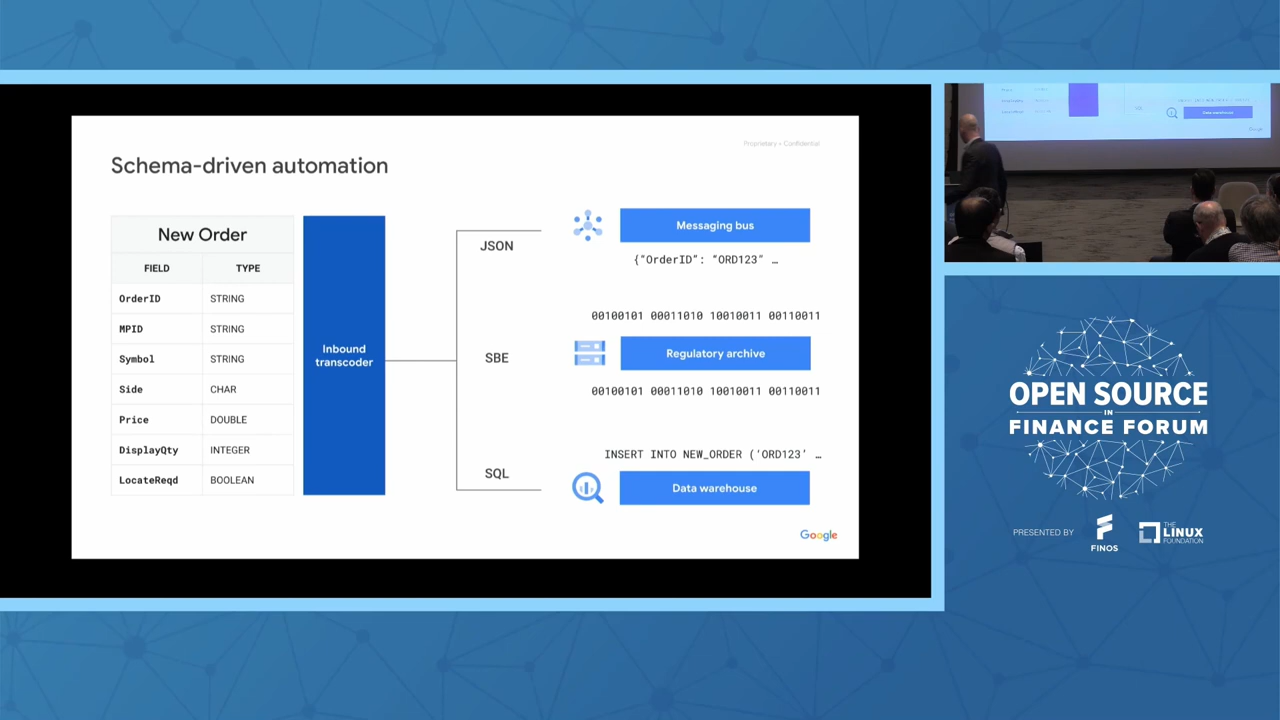 Proprietary + Confidential
Schema-driven automation
New Order
FIELD TYPE
OrderID STRING
MPID STRING
Symbol STRING
Side CHAR
Price DOUBLE
DisplayQty INTEGER
LocateReqd BOOLEAN
Inbound
transcoder
JSON
Messaging bus
{"OrderID": "ORD123" …
00100101 00011010 10010011 00110011
SBE
Regulatory archive
00100101 00011010 10010011 00110011
INSERT INTO NEW_ORDER ('ORD123' …
SQL
Data warehouse
Google
Data warehouse
OPEN SOURCE
IN
FINANCE FORUM
PRESENTED BY
FINOS
THE
LINUX
FOUNDATION